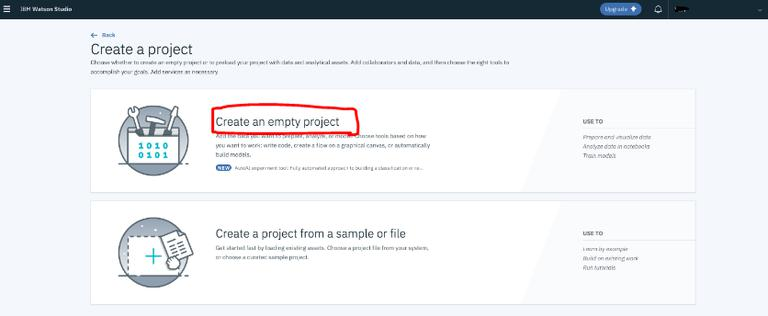 IBM Watson Studio
Upgrade
Back
Create a project
Choose whether to create an empty project or to preload your project with data and analytical assets. Add collaborators and data, and then choose the right tools to
accomplish your goals. Add services as necessary.
1010
0101
Create an empty project
Add the data you want to prepare, analyze, or model. Choose tools based on how
you want to work: write code, create a flow on a graphical canvas, or automatically
build models.
NEW AutoAI experiment tool: Fully automated approach to building a classification or re...
USE TO
Prepare and visualize data
Analyze data in notebooks
Train models
Create a project from a sample or file
Get started fast by loading existing assets. Choose a project file from your system,
or choose a curated sample project.
USE TO
Learn by example
Build on existing work
Run tutorials